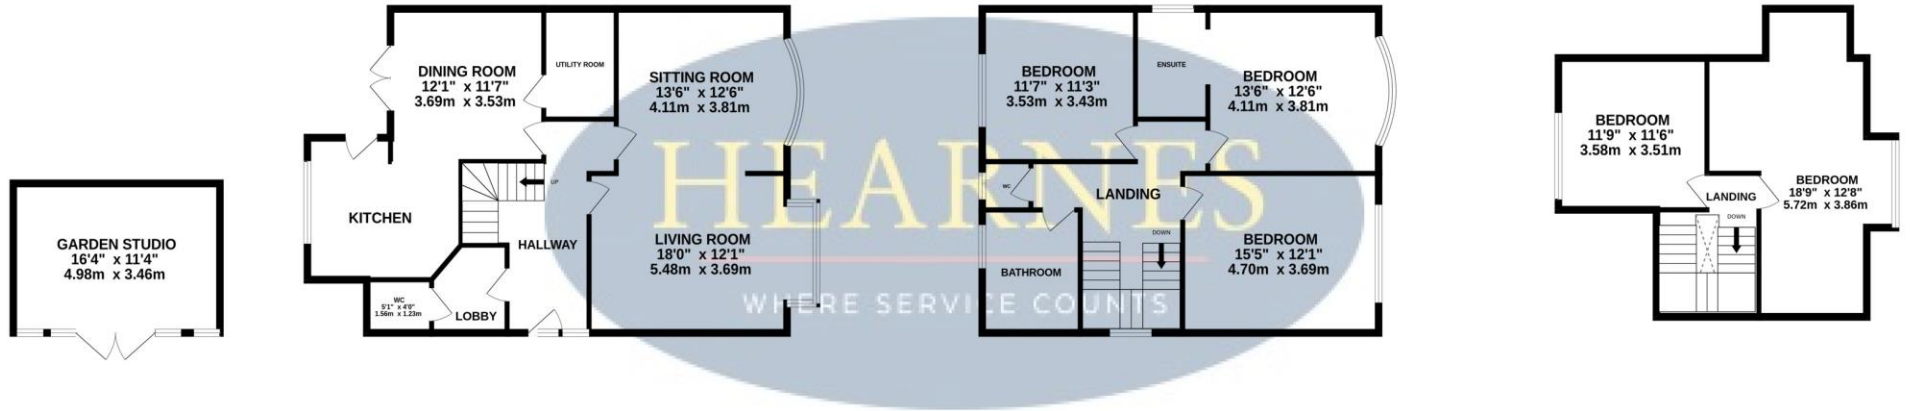 GARDEN STUDIO
16'4" x 11'4"
4.98m x 3.46m
DINING ROOM
12'1" x 11'7"
3.69m x 3.53m
UTILITY ROOM
SITTING ROOM
13'6" x 12'6"
4.11m x 3.81m
UP
KITCHEN
HALLWAY
LIVING ROOM
18'0" x 12'1"
5.48m x 3.69m
WC
5'1" x 4'0"
1.56m x 1.23m
LOBBY
BEDROOM
11'7" x 11'3"
3.53m x 3.43m
ENSUITE
BEDROOM
13'6" x 12'6"
4.11m x 3.81m
WC
LANDING
DOWN
BATHROOM
BEDROOM
15'5" x 12'1"
4.70m x 3.69m
BEDROOM
11'9" x 11'6"
3.58m x 3.51m
LANDING
DOWN
BEDROOM
18'9" x 12'8"
5.72m x 3.86m
HEARNES
WHERE SERVICE COUNTS